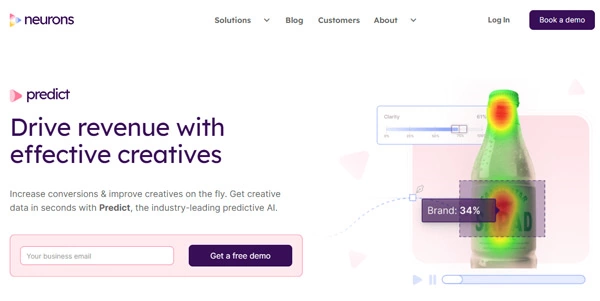 neurons
Solutions
Blog
Customers
About
Log In
Book a demo
predict
Drive revenue with
effective creatives
Increase conversions & improve creatives on the fly. Get creative
data in seconds with Predict, the industry-leading predictive AI.
Your business email
Get a free demo
Clarity
Brand: 34%